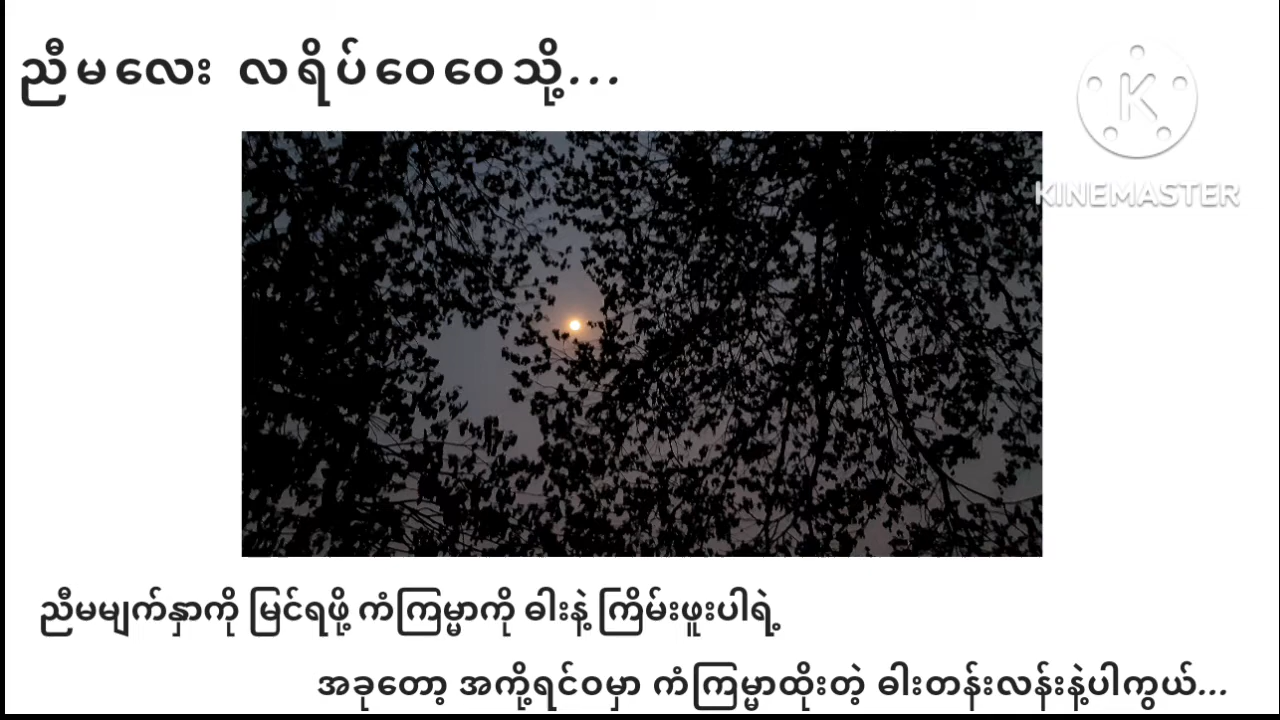 ညီမလေး လရိပ်ဝေဝေသို့...
K
KINEMASTER
ညီမမျက်နှာကို မြင်ရဖို့ ကံကြမ္မာကို ဓါးနဲ့ ကြိမ်းဖူးပါရဲ့
အခုတော့ အကို့ရင်ဝမှာ ကံကြမ္မာထိုးတဲ့ ဓါးတန်းလန်းနဲ့ပါကွယ်...